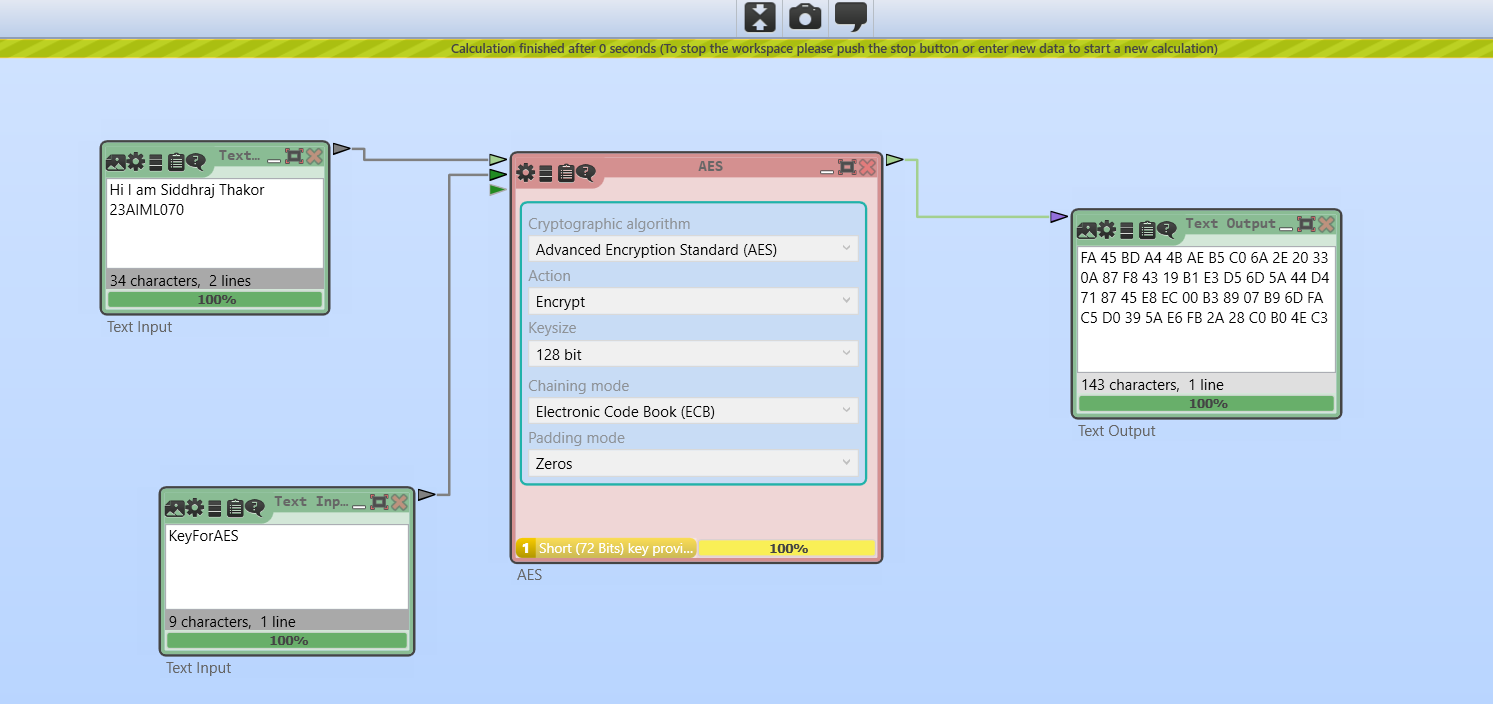 Calculation finished after 0 seconds (To stop the workspace please push the stop button or enter new data to start a new calculation)
Text...
Hi I am Siddhraj Thakor
23AIML070
34 characters,  2 lines
100%
Text Input
AES
Cryptographic algorithm
Advanced Encryption Standard (AES)
Action
Encrypt
Keysize
128 bit
Chaining mode
Electronic Code Book (ECB)
Padding mode
Zeros
1 Short (72 Bits) key provi...
100%
AES
Text Output
FA 45 BD A4 4B AE B5 C0 6A 2E 20 33
0A 87 F8 43 19 B1 E3 D5 6D 5A 44 D4
71 87 45 E8 EC 00 B3 89 07 B9 6D FA
C5 D0 39 5A E6 FB 2A 28 C0 B0 4E C3
143 characters,  1 line
100%
Text Output
Text Inp...
KeyForAES
9 characters,  1 line
100%
Text Input